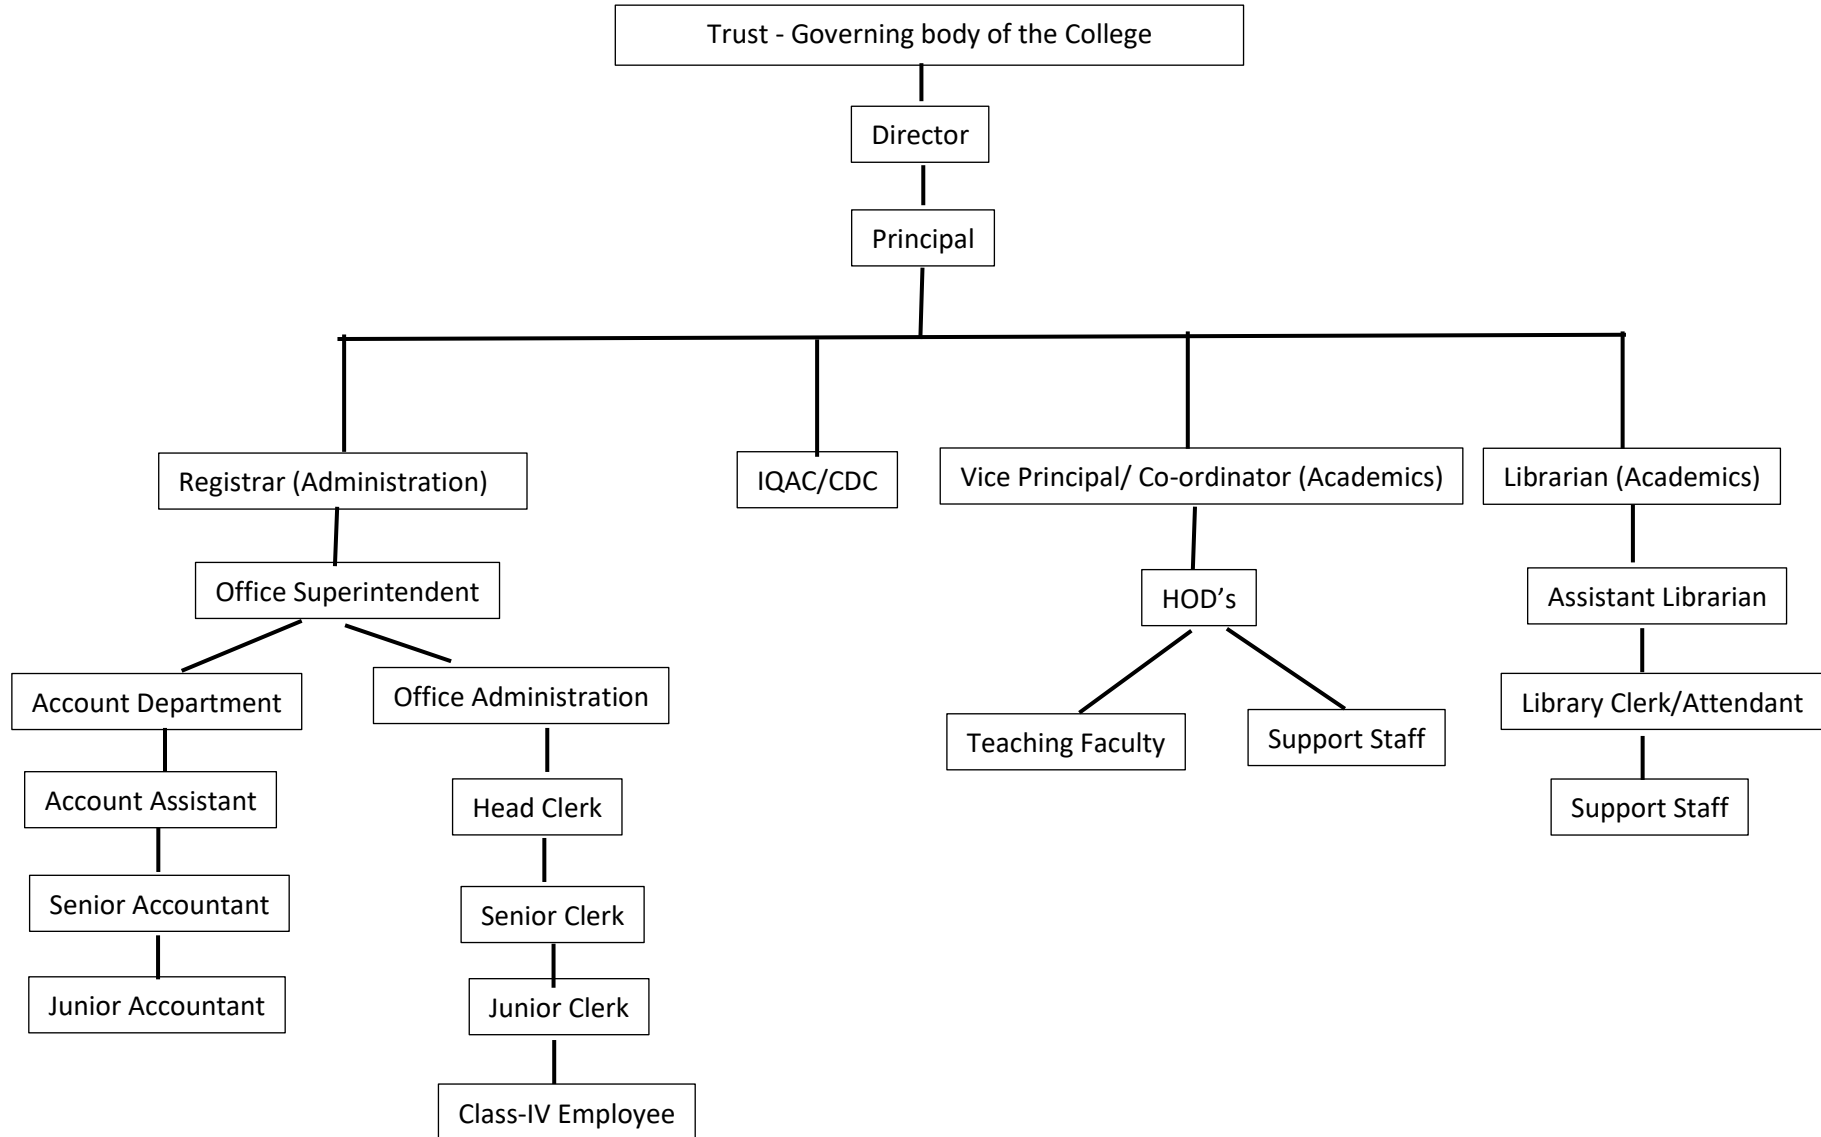 Trust - Governing body of the College
Director
Principal
Registrar (Administration)
IQAC/CDC
Vice Principal/ Co-ordinator (Academics)
Librarian (Academics)
Office Superintendent
HOD’s
Assistant Librarian
Account Department
Office Administration
Teaching Faculty
Support Staff
Library Clerk/Attendant
Account Assistant
Head Clerk
Support Staff
Senior Accountant
Senior Clerk
Junior Accountant
Junior Clerk
Class-IV Employee